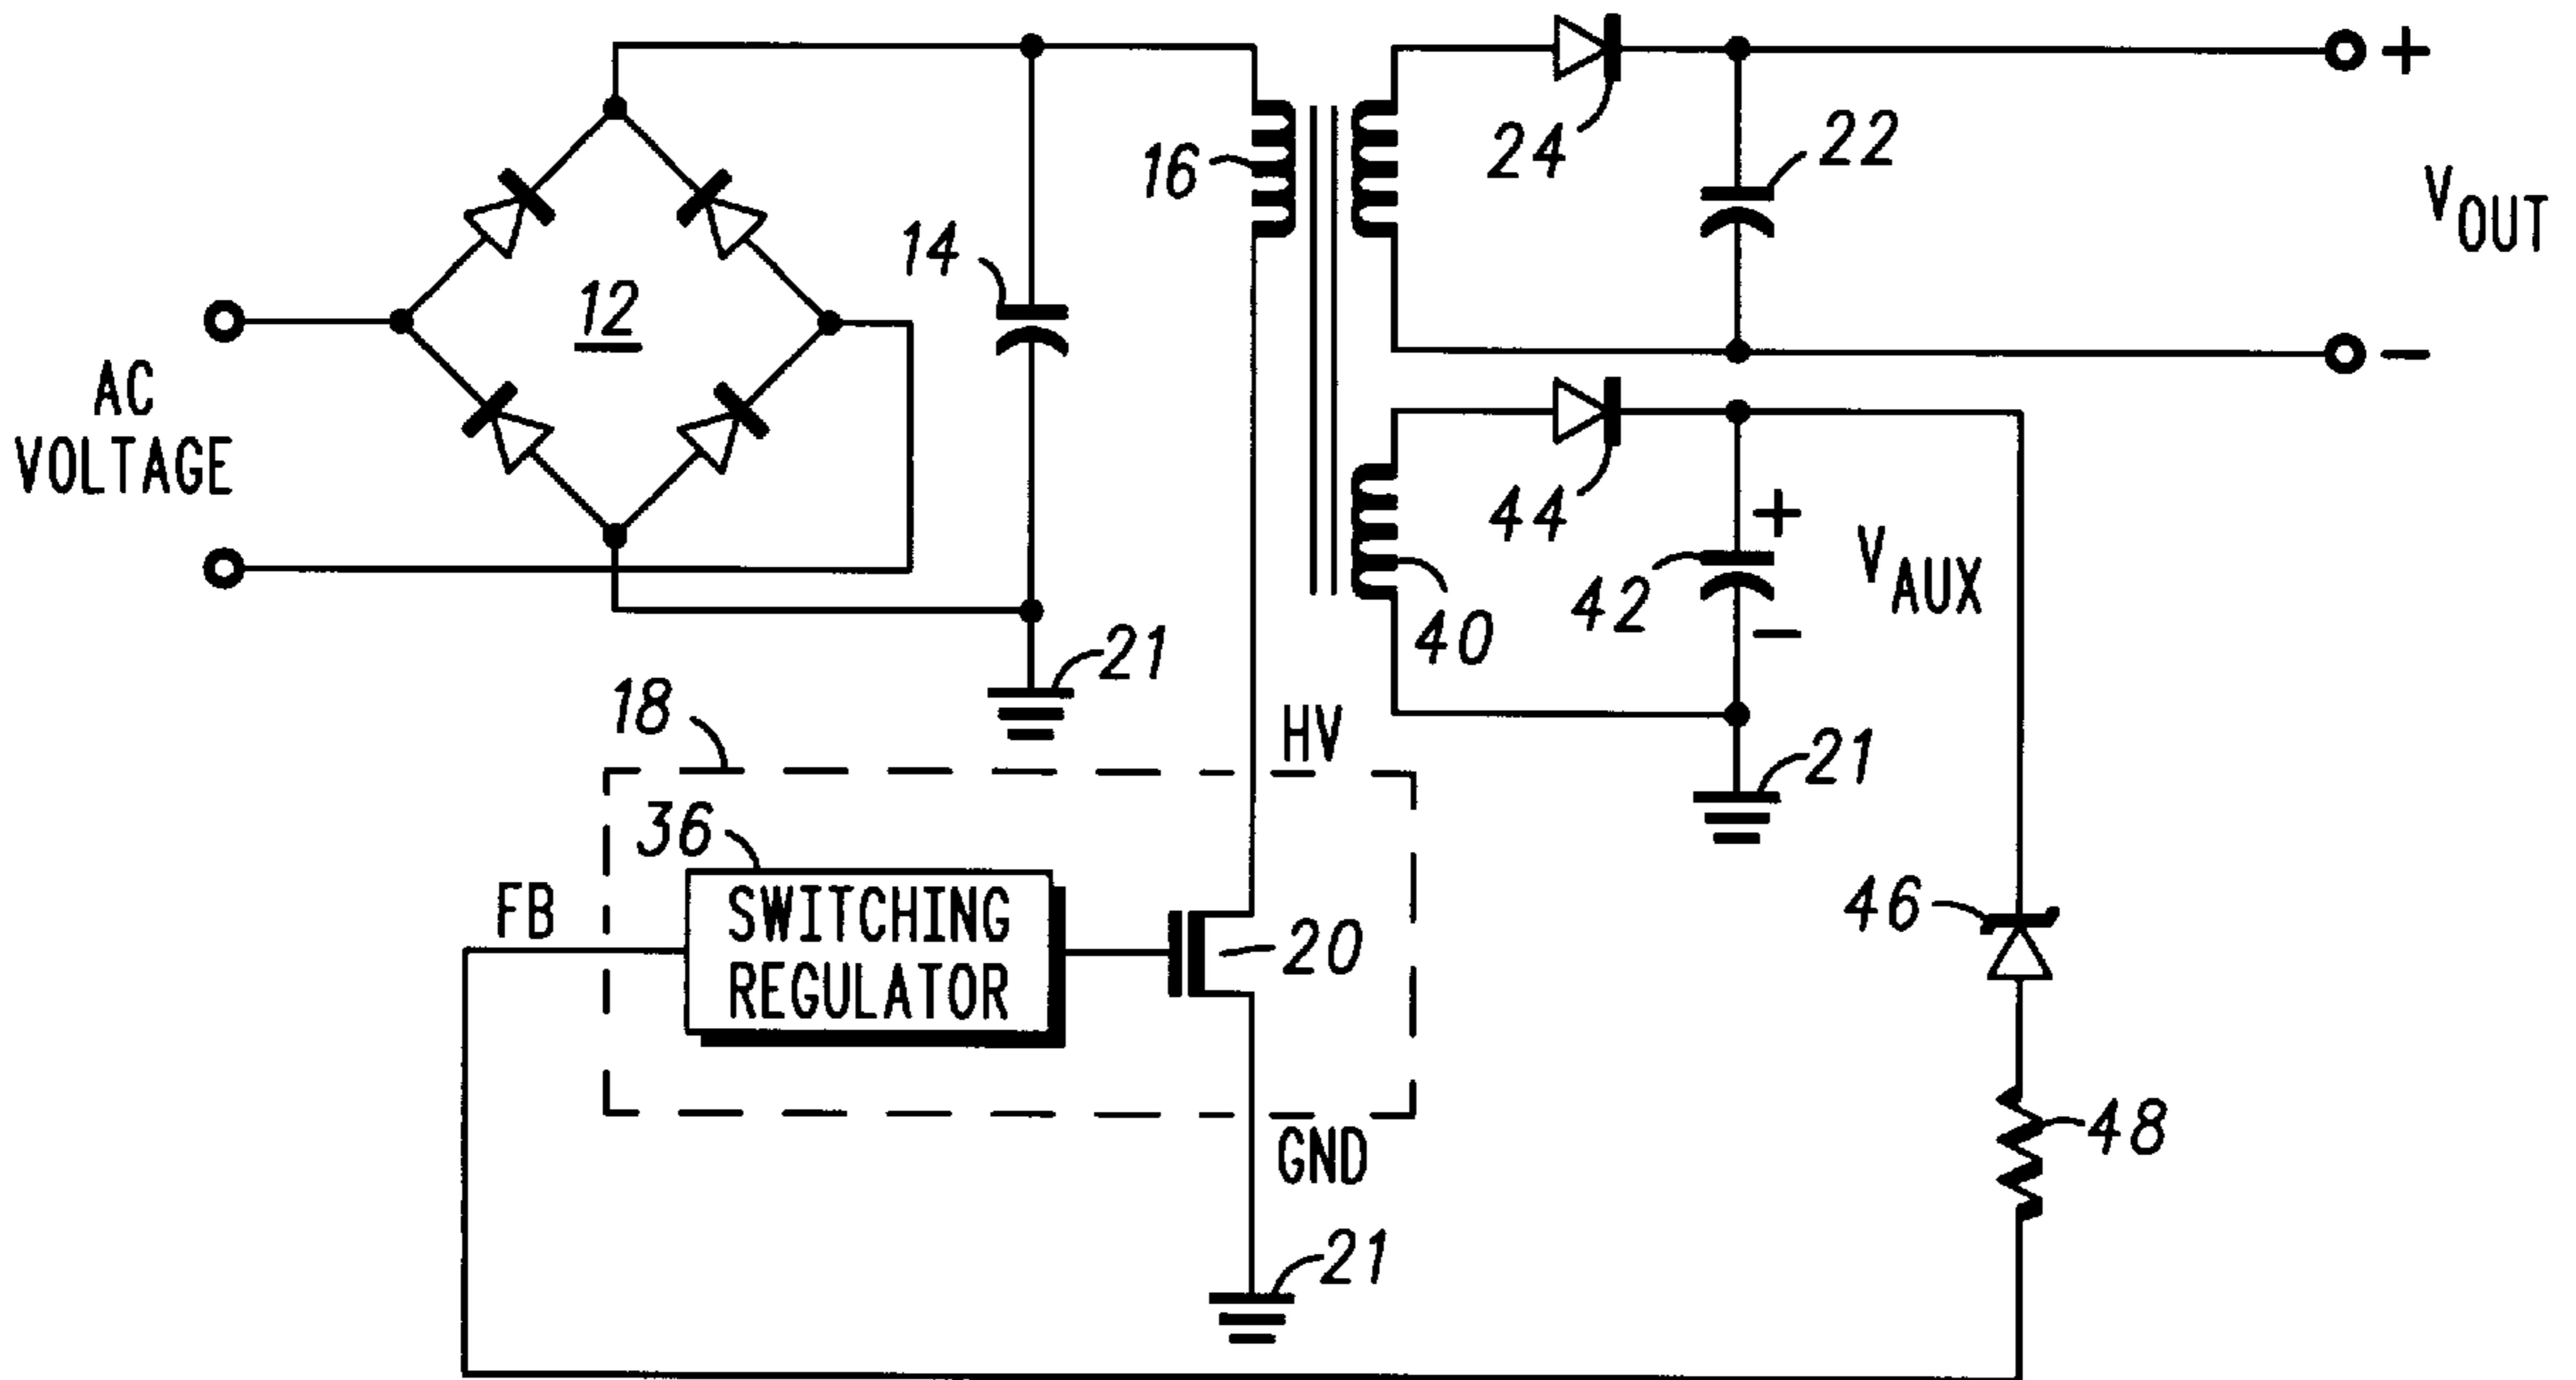 +
24
22
16
V OUT
14
12
−
AC
VOLTAGE
44
+
42
V AUX
40
−
21
18
HV
21
36
46
FB
SWITCHING
REGULATOR
20
48
GND
21